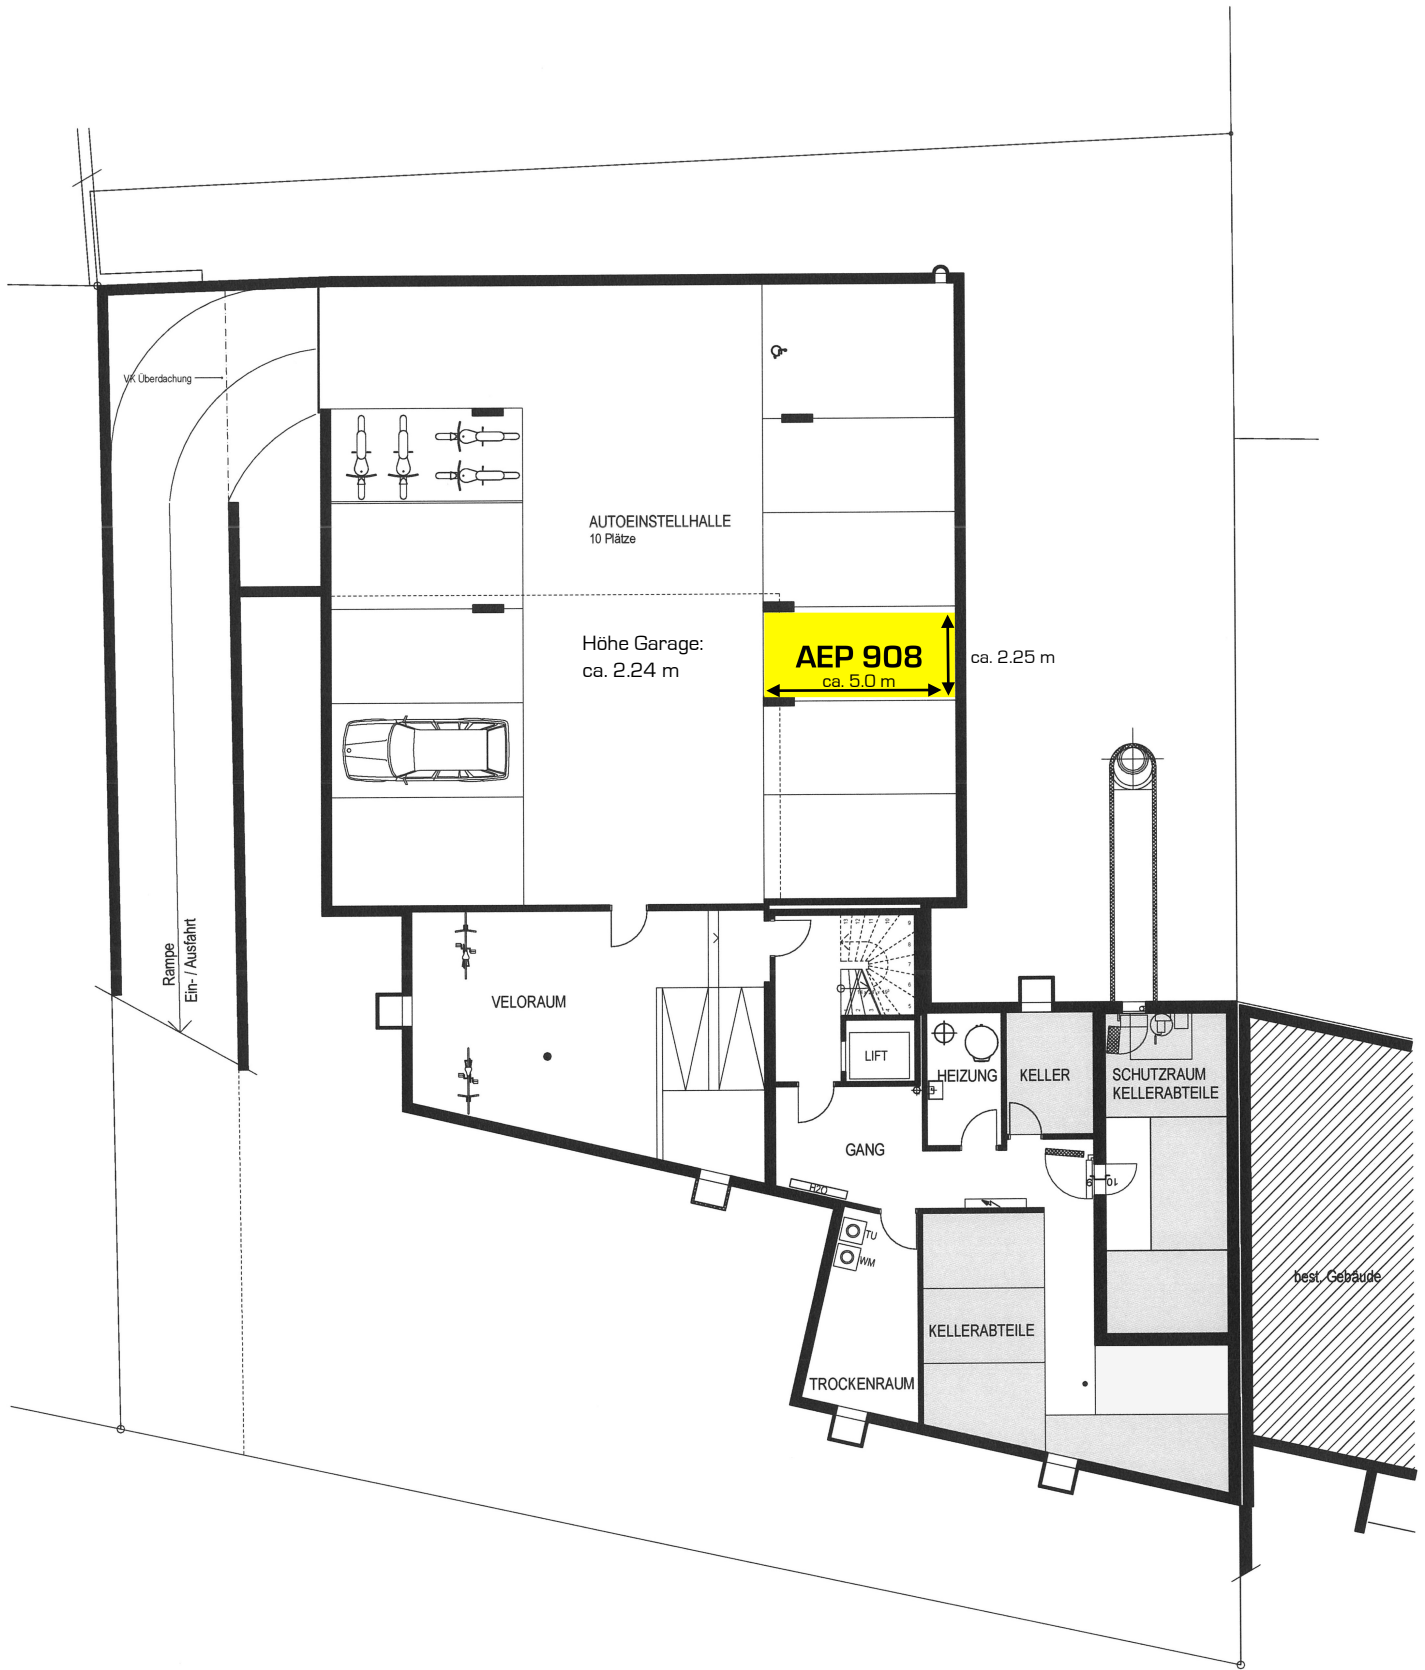 VK Überdachung
AUTOEINSTELLHALLE
10 Plätze
Höhe Garage:
ca. 2.24 m
AEP 908
ca. 5.0 m
ca. 2.25 m
Rampe
Ein- / Ausfahrt
VELORAUM
LIFT
HEIZUNG
KELLER
SCHUTZRAUM
KELLERABTEILE
GANG
H2O
TU
WM
KELLERABTEILE
TROCKENRAUM
best. Gebäude